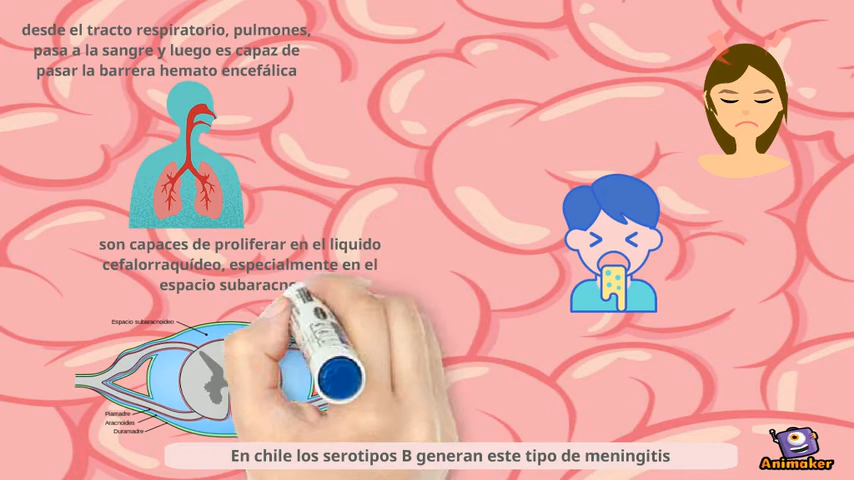 desde el tracto respiratorio, pulmones,
pasa a la sangre y luego es capaz de
pasar la barrera hemato encefálica
son capaces de proliferar en el liquido
cefalorraquídeo, especialmente en el
espacio subaracno
Espacio subaracnoideo
Piamadre
Aracnoides
Duramadre
En chile los serotipos B generan este tipo de meningitis
Animaker